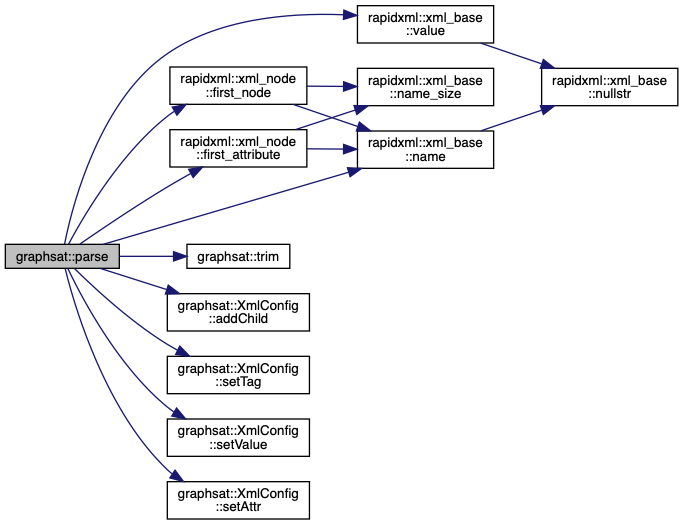 rapidxml::xml_base
::value
rapidxml::xml_node
::first_node
rapidxml::xml_base
::name_size
rapidxml::xml_base
::nullstr
rapidxml::xml_node
::first_attribute
rapidxml::xml_base
::name
graphsat::parse
graphsat::trim
graphsat::XmlConfig
::addChild
graphsat::XmlConfig
::setTag
graphsat::XmlConfig
::setValue
graphsat::XmlConfig
::setAttr